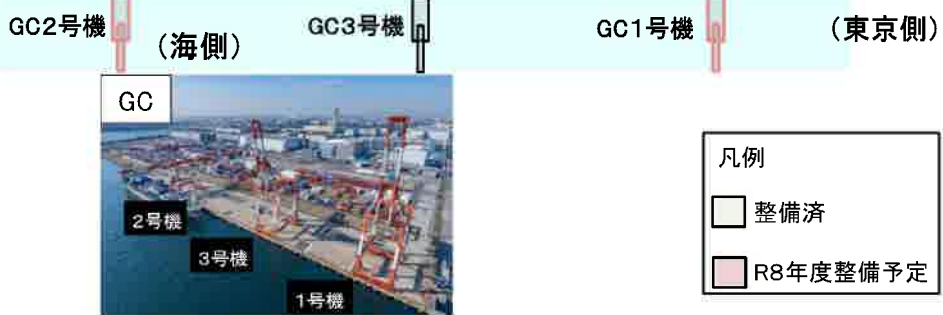 GC2号機
(海側)
GC3号機
GC1号機
(東京側)
GC
2号機
3号機
1号機
凡例
整備済
R8年度整備予定